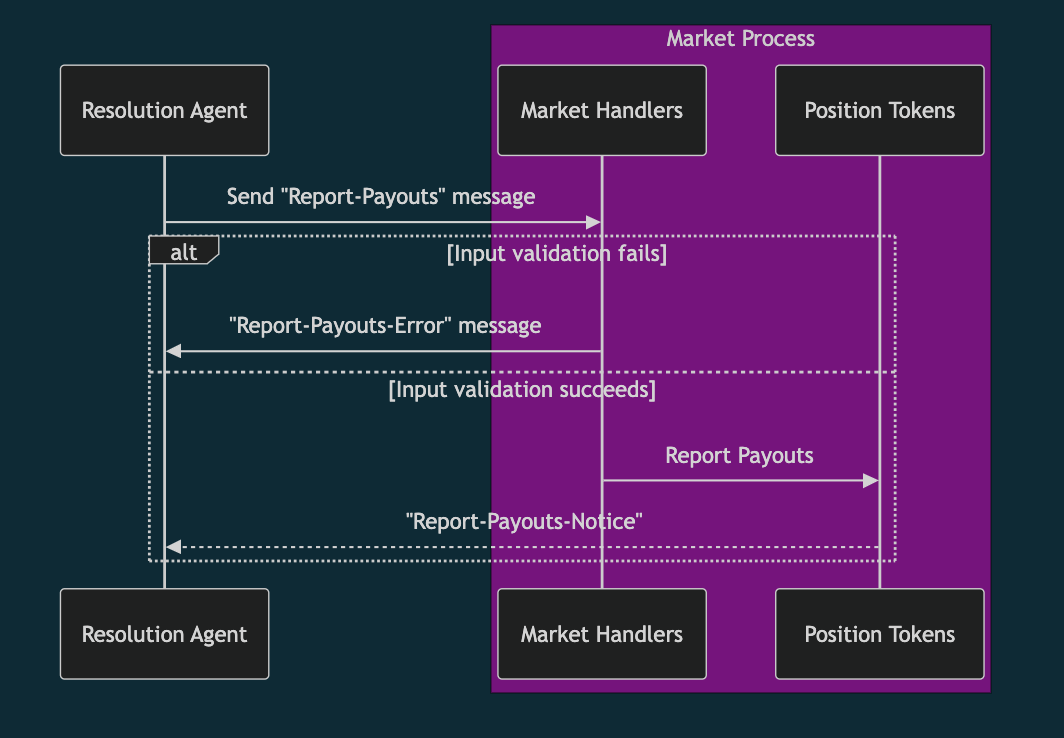 Market Process
Resolution Agent
Market Handlers
Position Tokens
Send "Report-Payouts" message
alt
[Input validation fails]
"Report-Payouts-Error" message
[Input validation succeeds]
Report Payouts
"Report-Payouts-Notice"
Resolution Agent
Market Handlers
Position Tokens